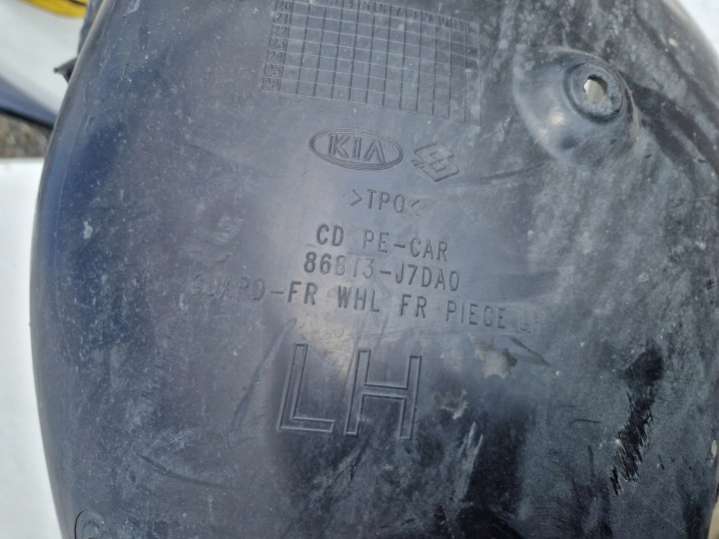 KIA
>TPO<
CD PE-CAR
86813-J7DA0
GUARD-FR WHL FR PIECE
LH